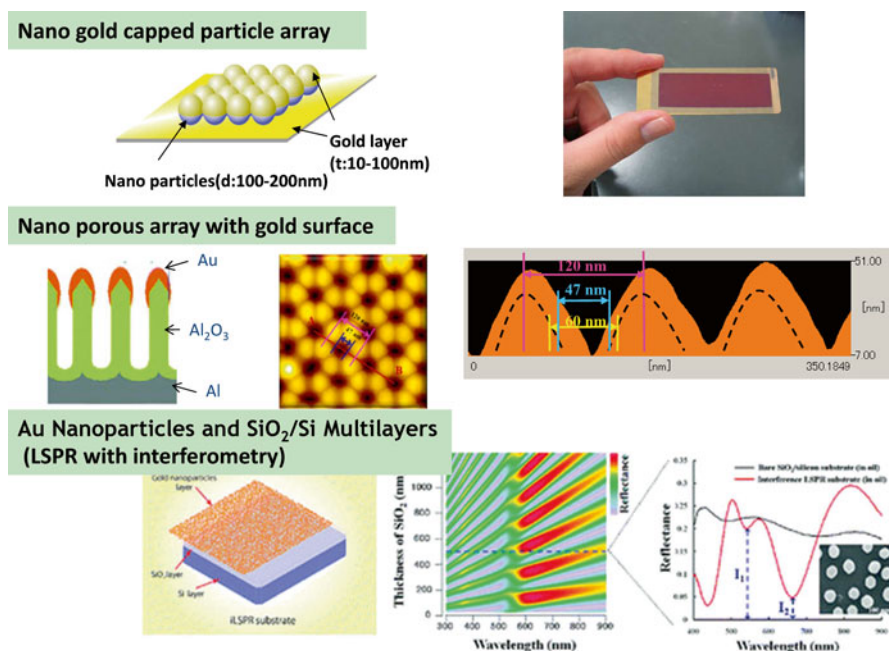 Nano gold capped particle array
Gold layer
(t:10-100nm)
Nano particles(d:100-200nm)
Nano porous array with gold surface
Au
Al₂O₃
Al
B
120 nm
47 nm
60 nm
51.00
[nm]
7.00
0
[nm]
350.1849
Au Nanoparticles and SiO₂/Si Multilayers
(LSPR with interferometry)
Gold nanoparticles
layer
SiO₂ layer
Si layer
iLSPR substrate
Thickness of SiO₂ (nm
1000
800
600
400
200
0
300 400 500 600 700 800 900
Wavelength (nm)
Reflectance
0.35
0.3
0.25
0.2
0.15
0.1
0.05
0
400 500 600 700 800 900
Wavelength (nm)
Reflectance
Bare SiO₂/silicon substrate (in oil)
Interference LSPR substrate (in oil)
I₁
I₂